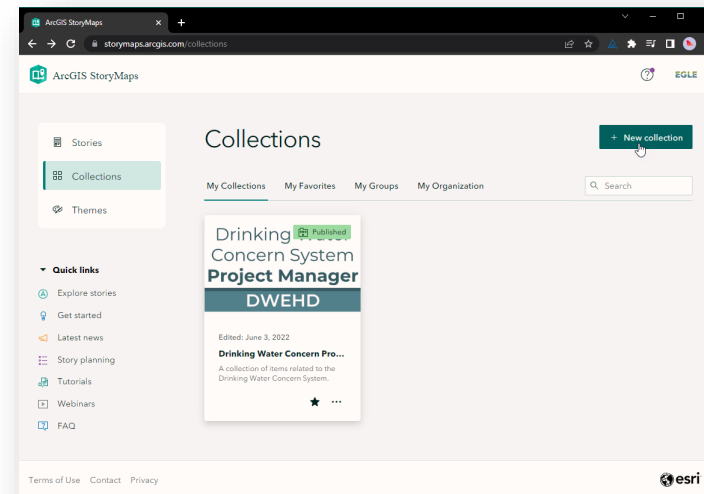 ArcGIS StoryMaps
storymaps.arcgis.com/collections
ArcGIS StoryMaps
EGLE
Stories
Collections
Themes
Quick links
Explore stories
Get started
Latest news
Story planning
Tutorials
Webinars
FAQ
Collections
+ New collection
My Collections My Favorites My Groups My Organization
Search
Published
Drinking Water
Concern System
Project Manager
DWEHD
Edited: June 3, 2022
Drinking Water Concern Pro...
A collection of items related to the
Drinking Water Concern System.
Terms of Use Contact Privacy
esri